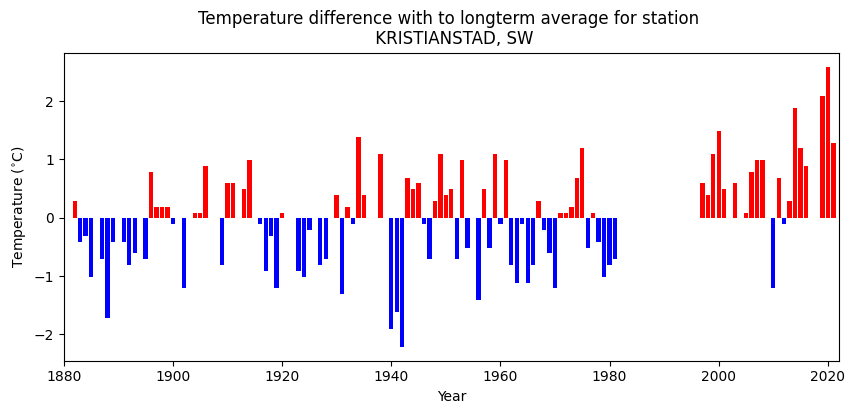 Temperature difference with to longterm average for station
KRISTIANSTAD, SW
Temperature (°C)
2
1
0
−1
−2
1880 1900 1920 1940 1960 1980 2000 2020
Year